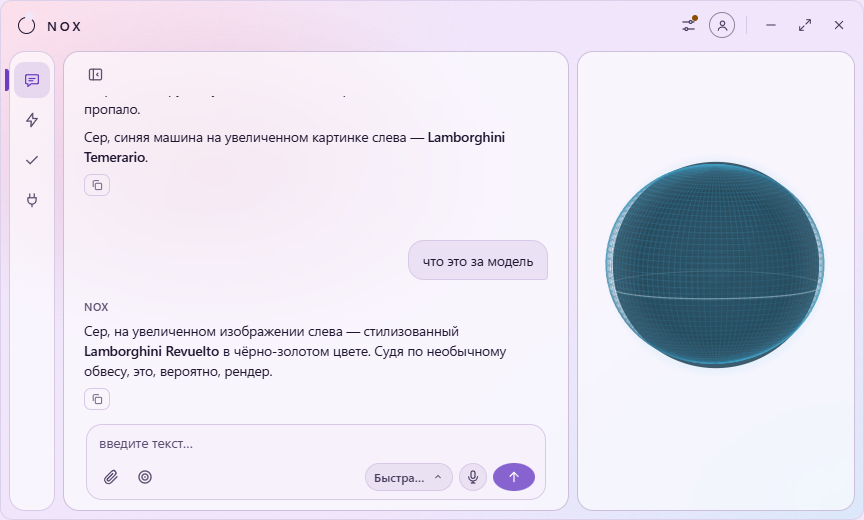 NOX
пропало.
Сер, синяя машина на увеличенном картинке слева — Lamborghini
Temerario.
что это за модель
NOX
Сер, на увеличенном изображении слева — стилизованный
Lamborghini Revuelto в чёрно-золотом цвете. Судя по необычному
обвесу, это, вероятно, рендер.
введите текст...
Быстра...